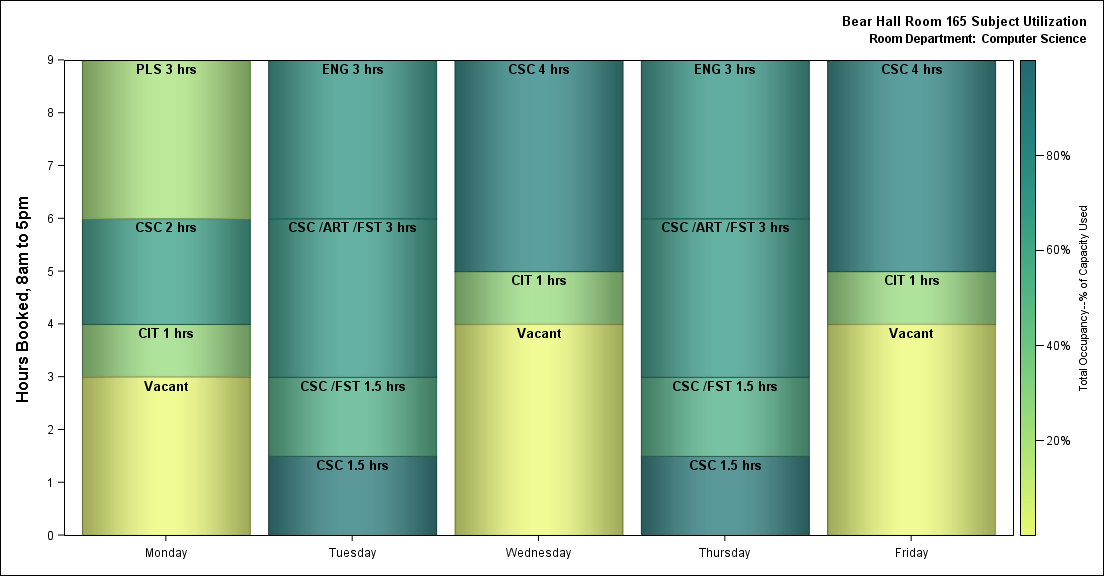 Bear Hall Room 165 Subject Utilization
Room Department: Computer Science
Hours Booked, 8am to 5pm
9
8
7
6
5
4
3
2
1
0
PLS 3 hrs
CSC 2 hrs
CIT 1 hrs
Vacant
Monday
ENG 3 hrs
CSC /ART /FST 3 hrs
CSC /FST 1.5 hrs
CSC 1.5 hrs
Tuesday
CSC 4 hrs
CIT 1 hrs
Vacant
Wednesday
ENG 3 hrs
CSC /ART /FST 3 hrs
CSC /FST 1.5 hrs
CSC 1.5 hrs
Thursday
CSC 4 hrs
CIT 1 hrs
Vacant
Friday
80%
60%
40%
20%
Total Occupancy--% of Capacity Used